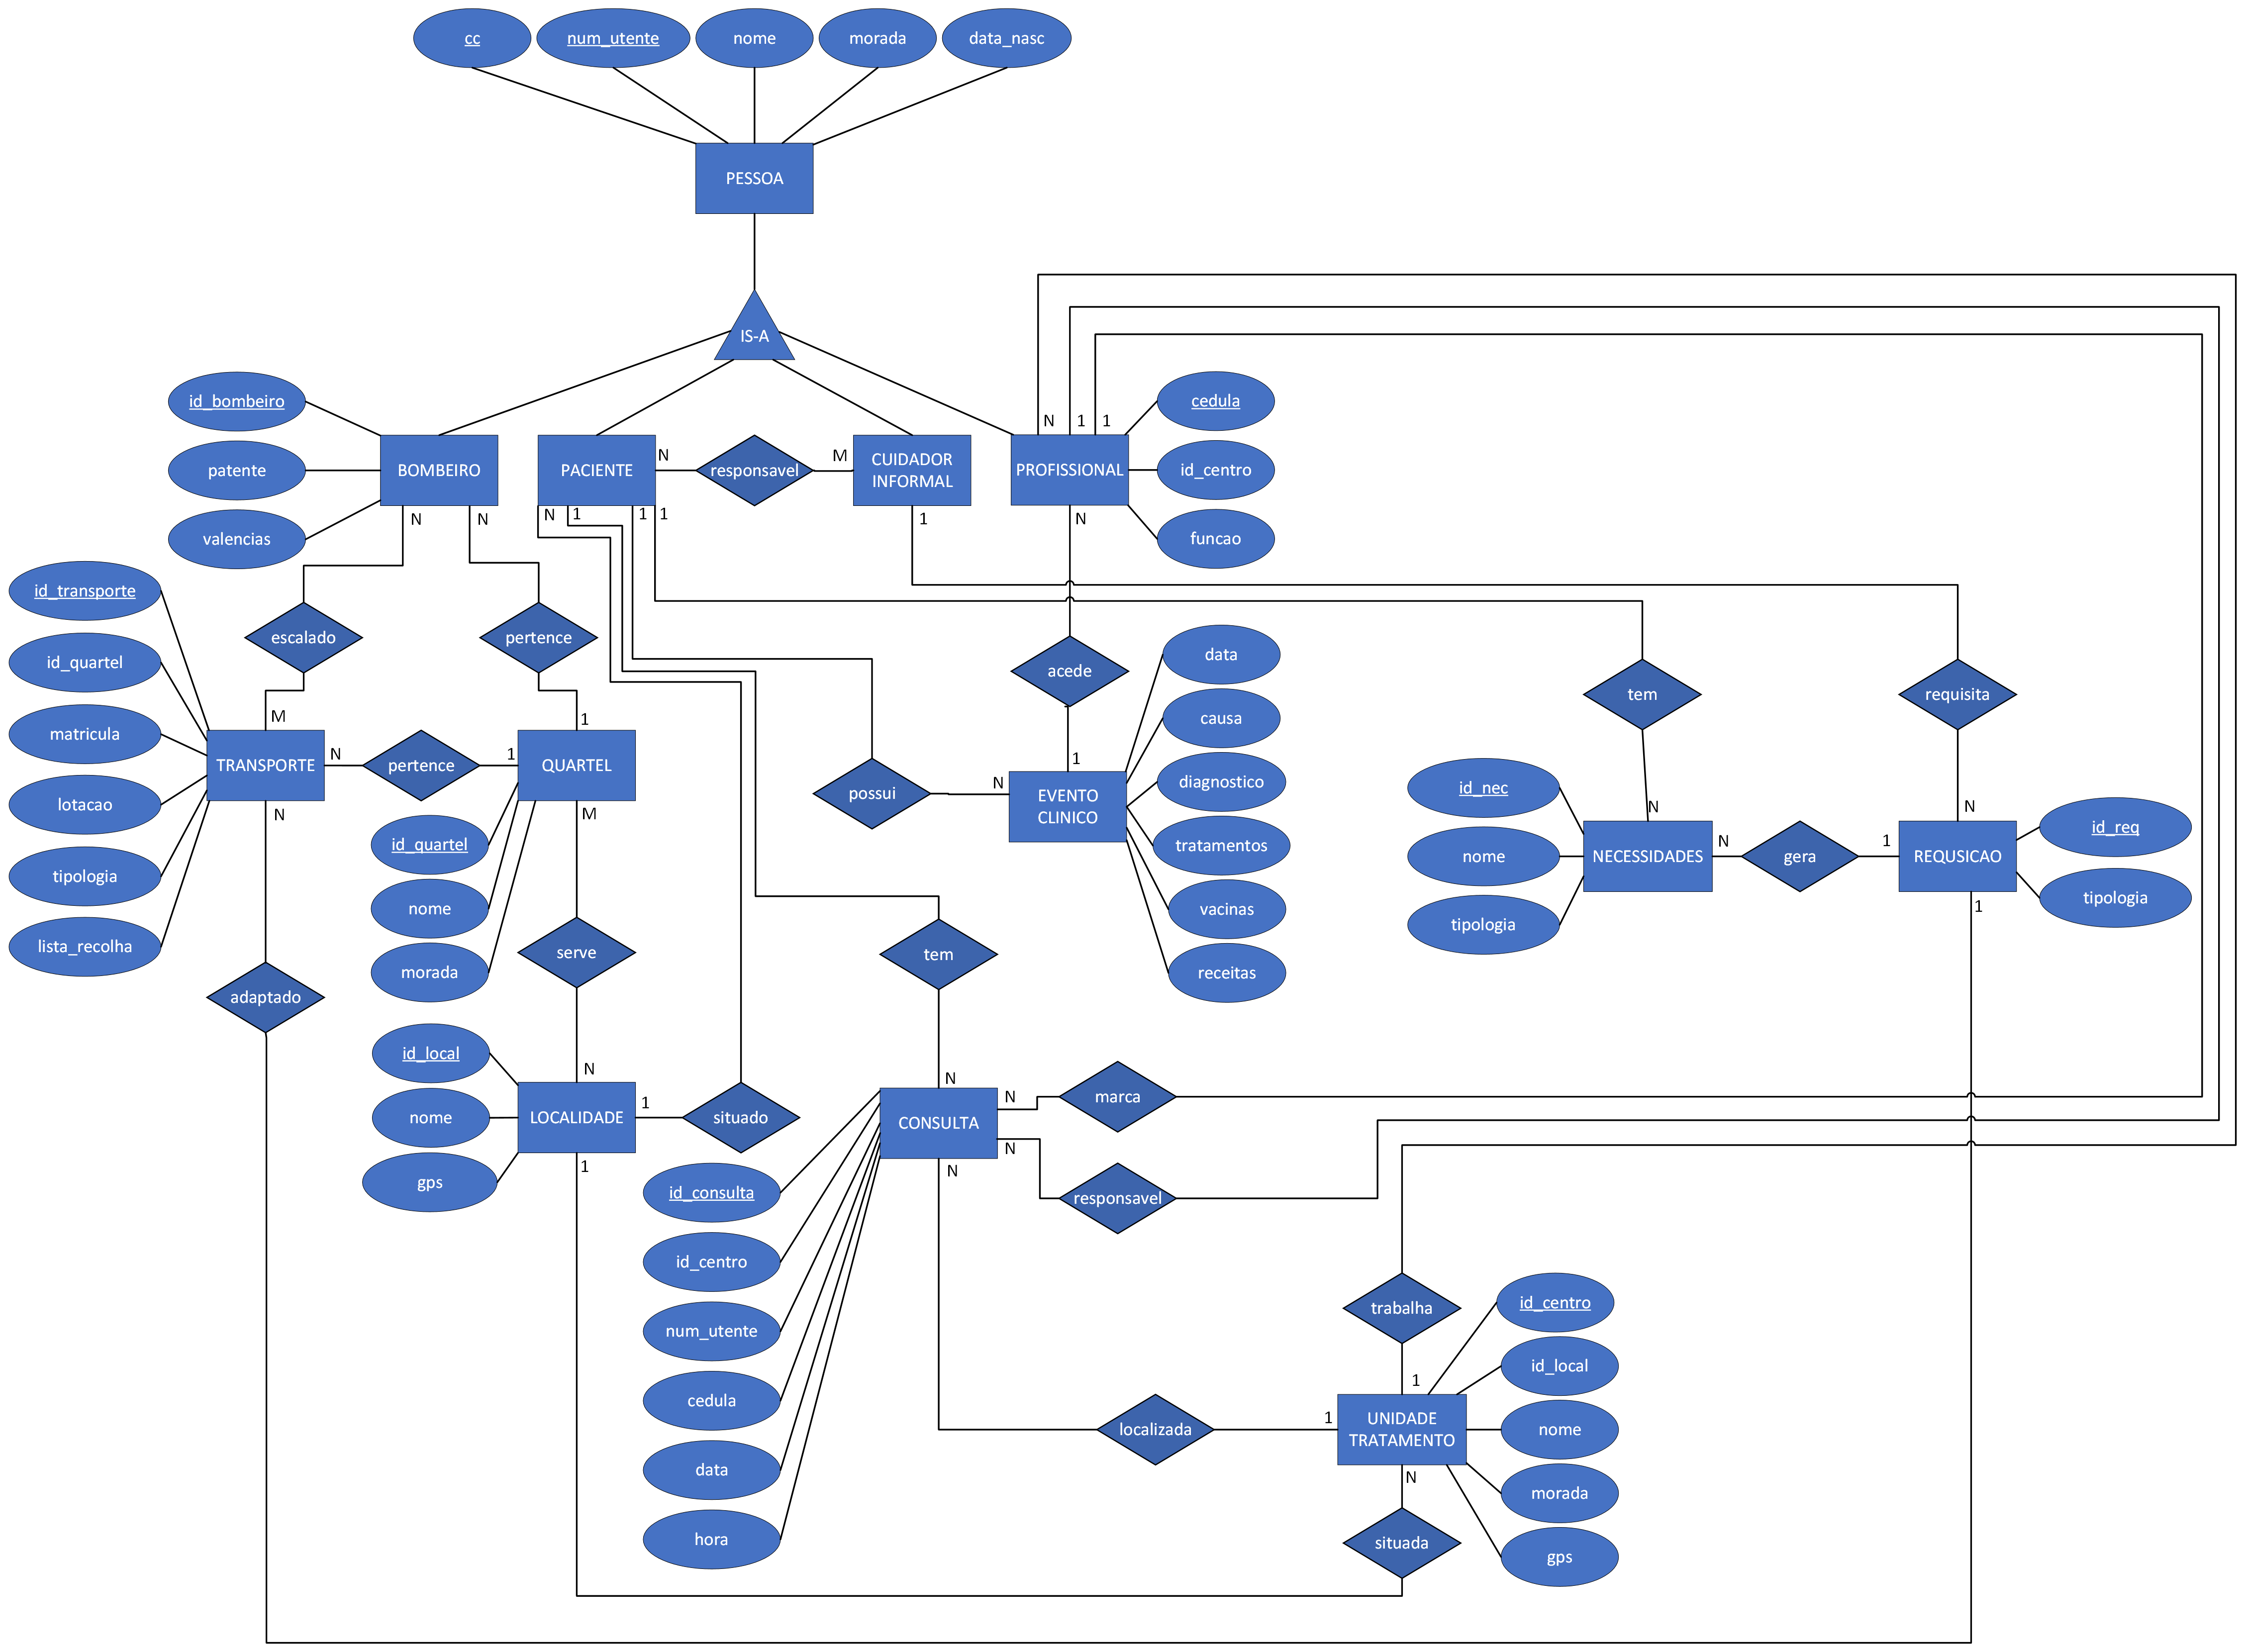 cc
num_utente
nome
morada
data_nasc
PESSOA
IS-A
id_bombeiro
cedula
N
1
1
patente
BOMBEIRO
PACIENTE
N
responsavel
M
CUIDADOR
INFORMAL
PROFISSIONAL
id_centro
valencias
N
N
N
1
1
1
1
N
funcao
id_transporte
escalado
pertence
id_quartel
acede
data
tem
requisita
M
1
matricula
causa
TRANSPORTE
N
pertence
1
QUARTEL
1
possui
N
EVENTO
CLINICO
diagnostico
id_nec
N
N
lotacao
N
M
id_quartel
tratamentos
nome
NECESSIDADES
N
gera
1
REQUSICAO
id_req
tipologia
nome
vacinas
tipologia
1
tipologia
lista_recolha
morada
serve
tem
receitas
adaptado
id_local
N
N
nome
LOCALIDADE
1
situado
CONSULTA
N
marca
gps
1
N
N
id_consulta
responsavel
id_centro
num_utente
trabalha
id_centro
cedula
1
id_local
data
localizada
1
UNIDADE
TRATAMENTO
nome
hora
N
morada
situada
gps